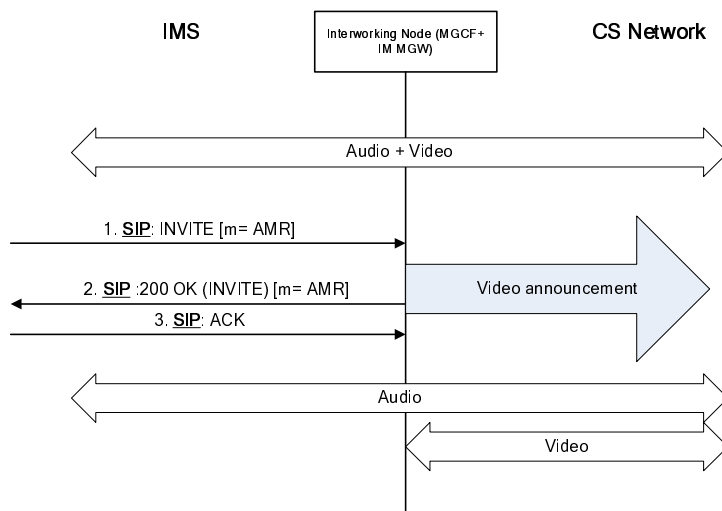 IMS
Interworking Node (MGCF+
IM MGW)
CS Network
Audio + Video
1. SIP: INVITE [m= AMR]
2. SIP :200 OK (INVITE) [m= AMR]
Video announcement
3. SIP: ACK
Audio
Video